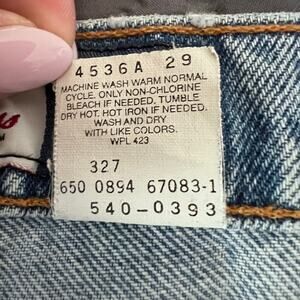 4536A 29
MACHINE WASH WARM NORMAL
CYCLE. ONLY NON-CHLORINE
BLEACH IF NEEDED. TUMBLE
DRY HOT. HOT IRON IF NEEDED.
WASH AND DRY
WITH LIKE COLORS.
WPL 423
327
650 0894 67083-1
540-0393